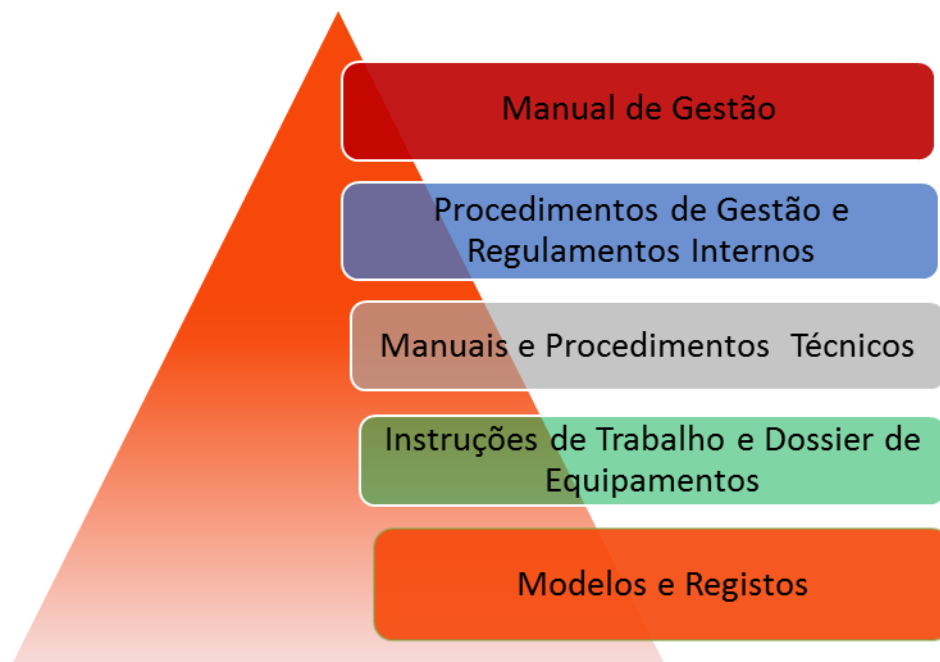 Manual de Gestão
Procedimentos de Gestão e
Regulamentos Internos
Manuais e Procedimentos Técnicos
Instruções de Trabalho e Dossier de
Equipamentos
Modelos e Registos